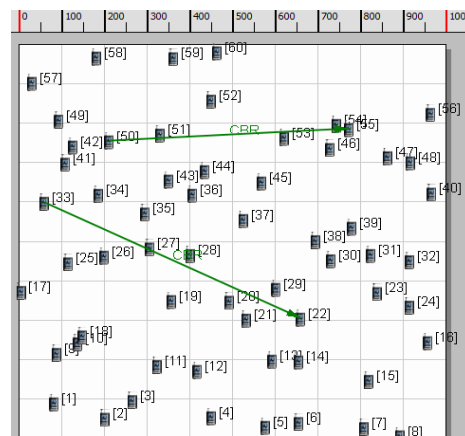 0 100 200 300 400 500 600 700 800 900 100
[58] [59] [60]
[57]
[52]
[49] [56]
[50] [51] CBR [53] [54] [55]
[42] [46]
[41] [47] [48]
[43] [44] [45]
[33] [34] [36] [40]
[35] [37]
[39]
[38]
[27] [28]
[25] [26] CBR [30] [31] [32]
[17] [29] [23]
[19] [20] [24]
[21] [22]
[18] [16]
[9] [10]
[11] [12] [13] [14]
[15]
[1] [3]
[2] [4] [5] [6] [7] [8]